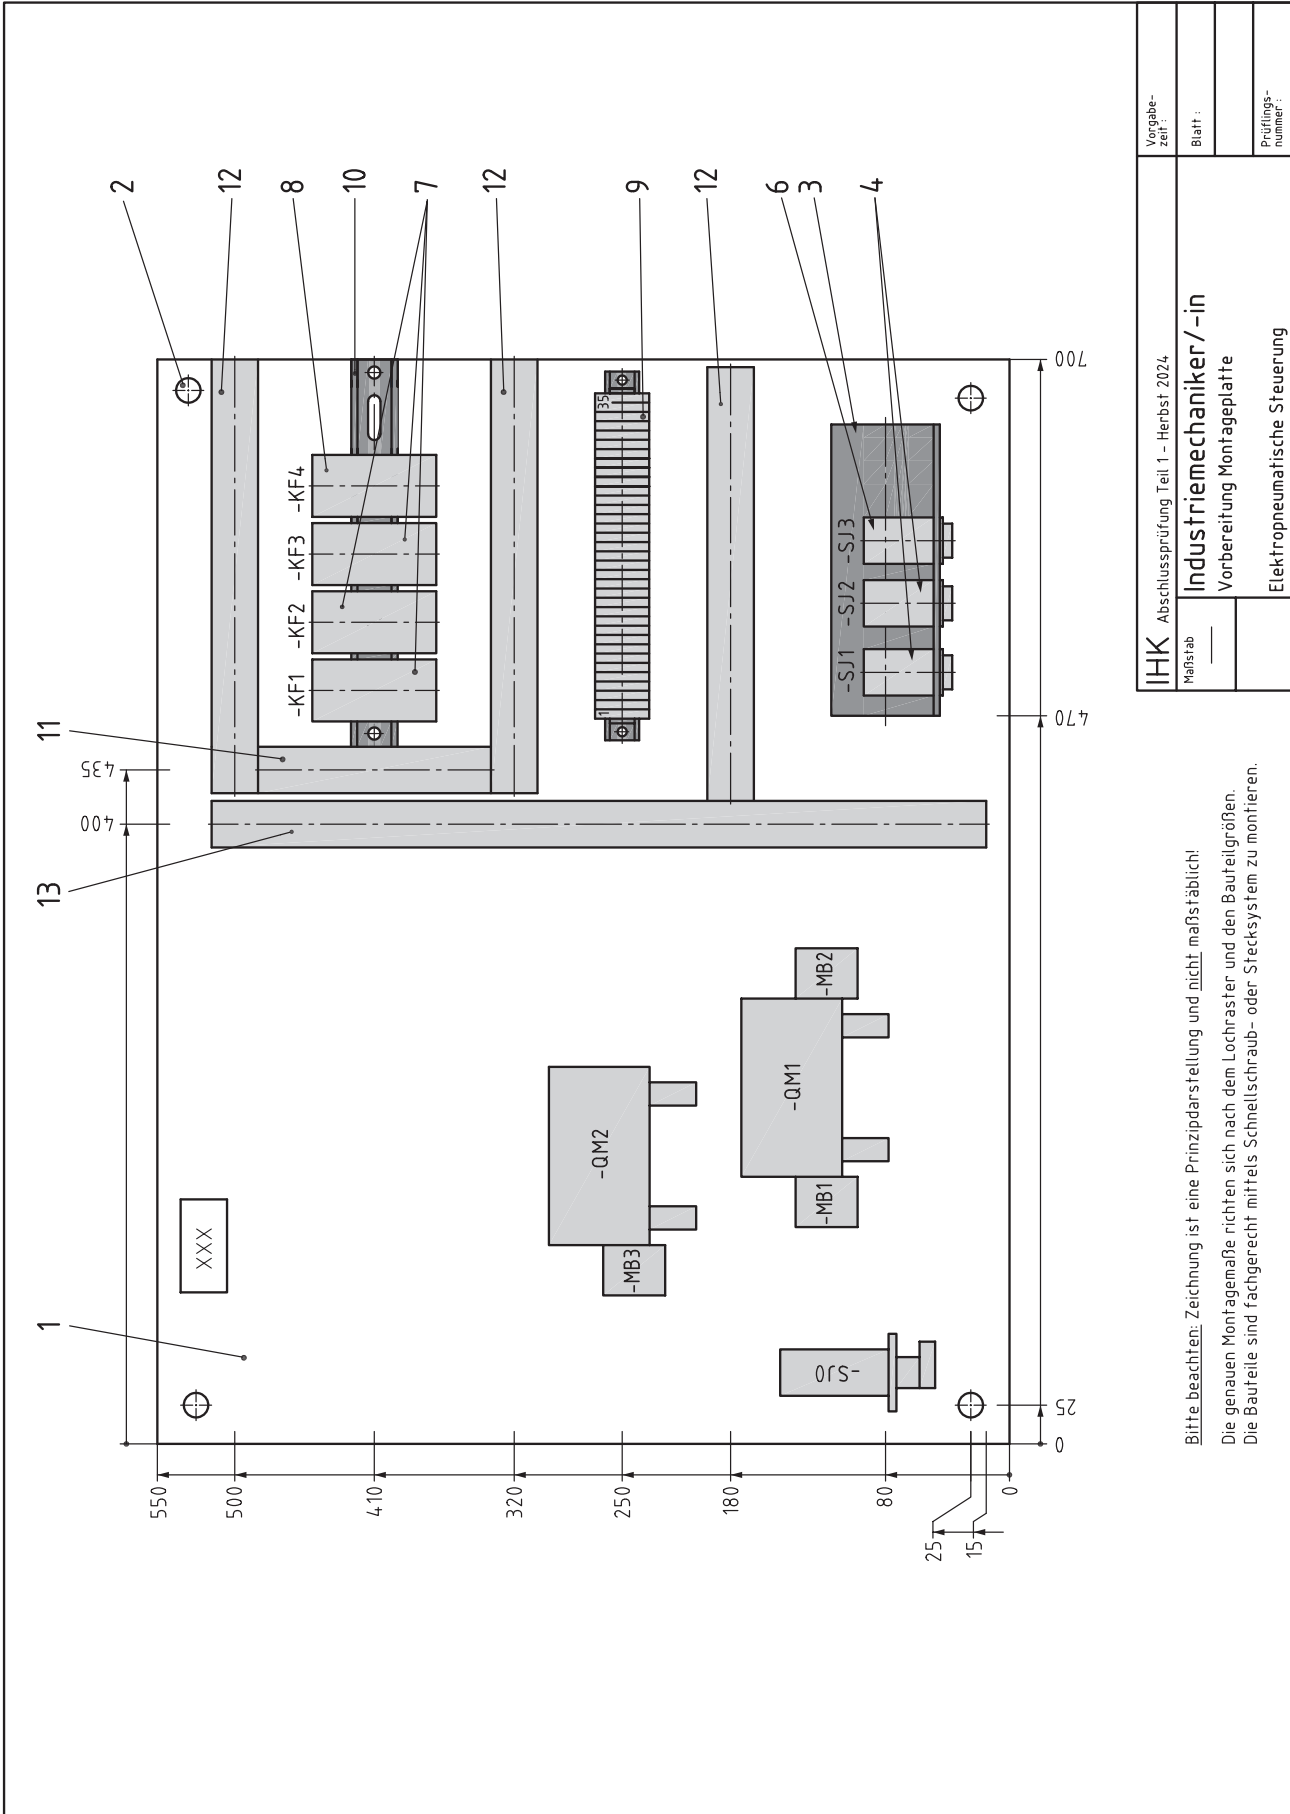 13
11
1
435
400
2
12
8
10
7
12
9
12
6
3
4
XXX
-KF1
-KF2
-KF3
-KF4
1
35
-QM2
-MB3
-QM1
-MB1
-MB2
-SJ0
-SJ1
-SJ2
-SJ3
550
500
410
320
250
180
80
0
25
15
0
25
470
700
Bitte beachten: Zeichnung ist eine Prinzipdarstellung und nicht maßstäblich!
Die genauen Montagemaße richten sich nach dem Lochraster und den Bauteilgrößen.
Die Bauteile sind fachgerecht mittels Schnellschraub- oder Stecksystem zu montieren.
IHK Abschlussprüfung Teil 1 - Herbst 2024
Vorgabe-
zeit :
Maßstab
Industriemechaniker/-in
Vorbereitung Montageplatte
Blatt :
Elektropneumatische Steuerung
Prüflings-
nummer :